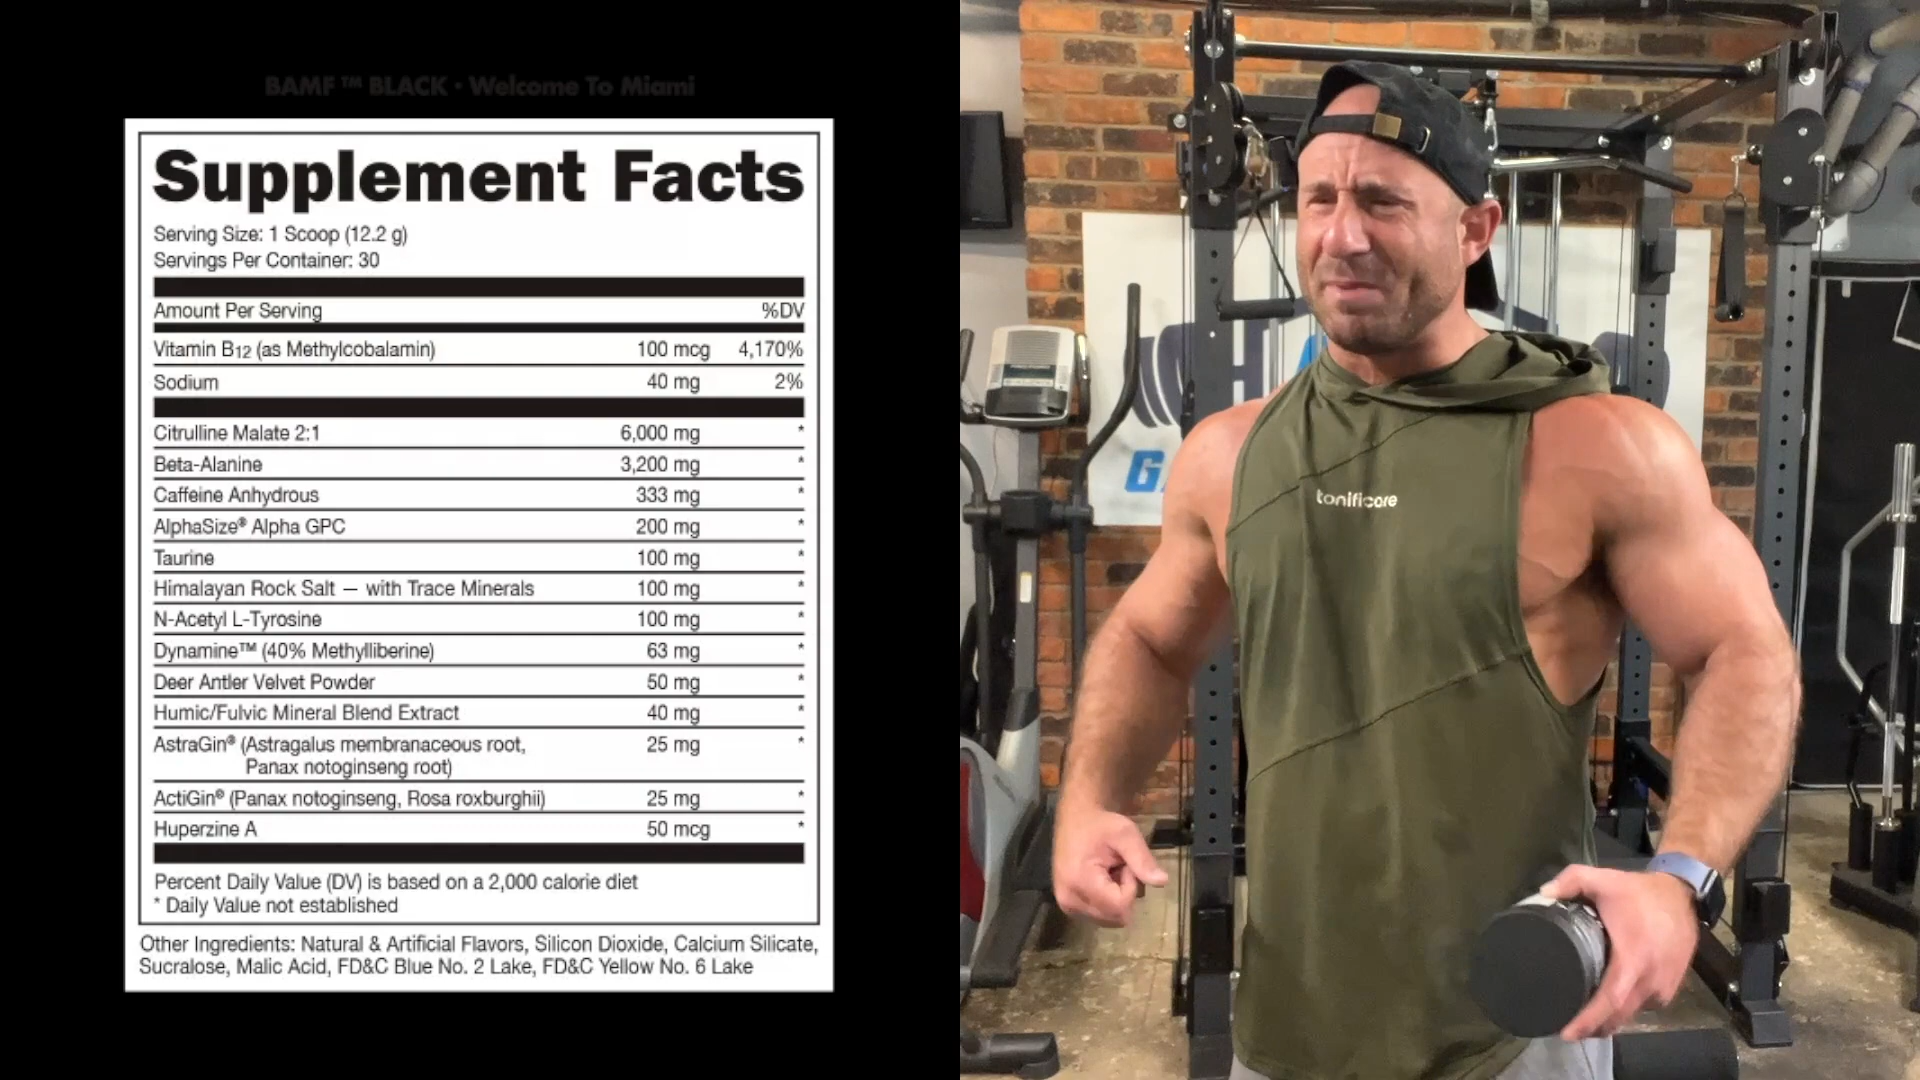 BAMF™ BLACK • Welcome To Miami
Supplement Facts
Serving Size: 1 Scoop (12.2 g)
Servings Per Container: 30
Amount Per Serving %DV
Vitamin B12 (as Methylcobalamin) 100 mcg 4,170%
Sodium 40 mg 2%
Citrulline Malate 2:1 6,000 mg *
Beta-Alanine 3,200 mg *
Caffeine Anhydrous 333 mg *
AlphaSize® Alpha GPC 200 mg *
Taurine 100 mg *
Himalayan Rock Salt — with Trace Minerals 100 mg *
N-Acetyl L-Tyrosine 100 mg *
Dynamine™ (40% Methylliberine) 63 mg *
Deer Antler Velvet Powder 50 mg *
Humic/Fulvic Mineral Blend Extract 40 mg *
AstraGin® (Astragalus membranaceous root, 25 mg *
Panax notoginseng root)
ActiGin® (Panax notoginseng, Rosa roxburghii) 25 mg *
Huperzine A 50 mcg *
Percent Daily Value (DV) is based on a 2,000 calorie diet
* Daily Value not established
Other Ingredients: Natural & Artificial Flavors, Silicon Dioxide, Calcium Silicate,
Sucralose, Malic Acid, FD&C Blue No. 2 Lake, FD&C Yellow No. 6 Lake
tonificore